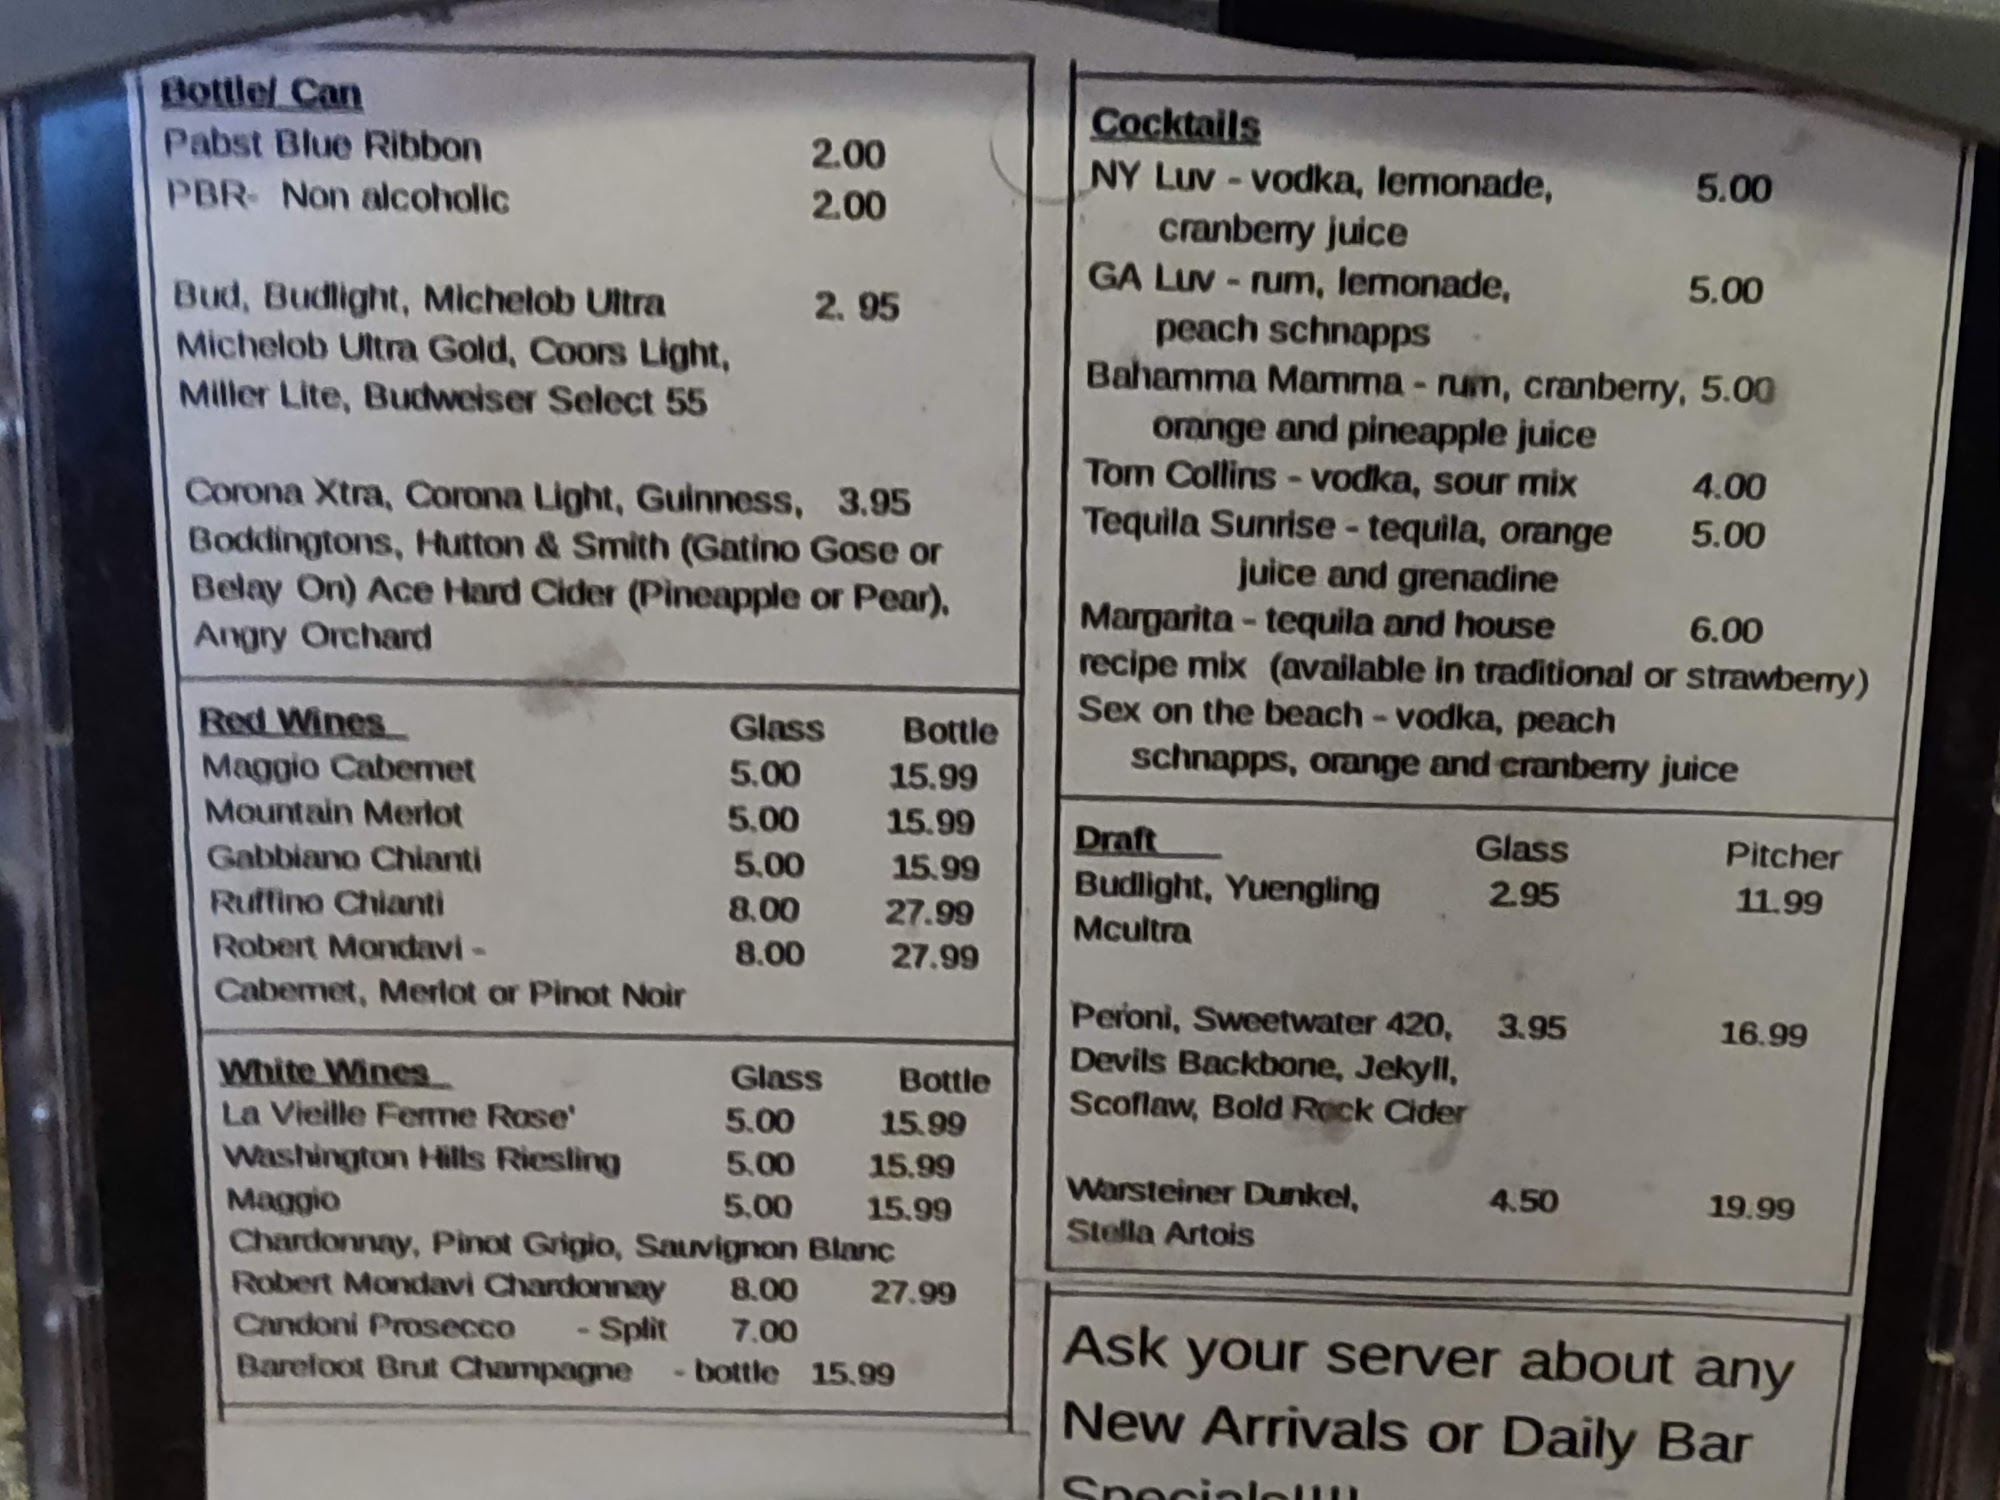 Bottle/ Can
Pabst Blue Ribbon 2.00
PBR- Non alcoholic 2.00
Bud, Budlight, Michelob Ultra 2. 95
Michelob Ultra Gold, Coors Light,
Miller Lite, Budweiser Select 55
Corona Xtra, Corona Light, Guinness, 3.95
Boddingtons, Hutton & Smith (Gatino Gose or
Belay On) Ace Hard Cider (Pineapple or Pear),
Angry Orchard
Red Wines Glass Bottle
Maggio Cabernet 5.00 15.99
Mountain Merlot 5.00 15.99
Gabbiano Chianti 5.00 15.99
Ruffino Chianti 8.00 27.99
Robert Mondavi - 8.00 27.99
Cabernet, Merlot or Pinot Noir
White Wines Glass Bottle
La Vieille Ferme Rose' 5.00 15.99
Washington Hills Riesling 5.00 15.99
Maggio 5.00 15.99
Chardonnay, Pinot Grigio, Sauvignon Blanc
Robert Mondavi Chardonnay 8.00 27.99
Candoni Prosecco - Split 7.00
Barefoot Brut Champagne - bottle 15.99
Cocktails
NY Luv - vodka, lemonade, 5.00
cranberry juice
GA Luv - rum, lemonade, 5.00
peach schnapps
Bahamma Mamma - rum, cranberry, 5.00
orange and pineapple juice
Tom Collins - vodka, sour mix 4.00
Tequila Sunrise - tequila, orange 5.00
juice and grenadine
Margarita - tequila and house 6.00
recipe mix (available in traditional or strawberry)
Sex on the beach - vodka, peach
schnapps, orange and cranberry juice
Draft Glass Pitcher
Budlight, Yuengling 2.95 11.99
Mcultra
Peroni, Sweetwater 420, 3.95 16.99
Devils Backbone, Jekyll,
Scoflaw, Bold Rock Cider
Warsteiner Dunkel, 4.50 19.99
Stella Artois
Ask your server about any
New Arrivals or Daily Bar
Specials!!!!